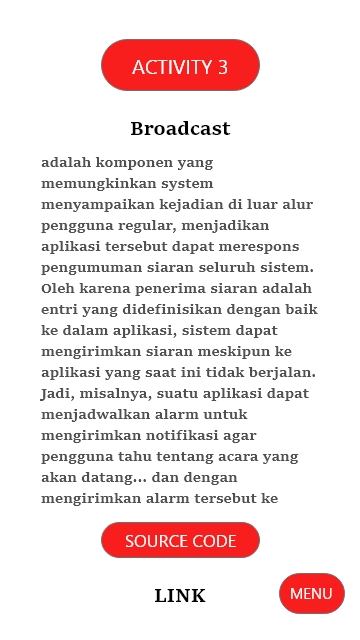 ACTIVITY 3
Broadcast
adalah komponen yang
memungkinkan system
menyampaikan kejadian di luar alur
pengguna regular, menjadikan
aplikasi tersebut dapat merespons
pengumuman siaran seluruh sistem.
Oleh karena penerima siaran adalah
entri yang didefinisikan dengan baik
ke dalam aplikasi, sistem dapat
mengirimkan siaran meskipun ke
aplikasi yang saat ini tidak berjalan.
Jadi, misalnya, suatu aplikasi dapat
menjadwalkan alarm untuk
mengirimkan notifikasi agar
pengguna tahu tentang acara yang
akan datang... dan dengan
mengirimkan alarm tersebut ke
SOURCE CODE
LINK
MENU